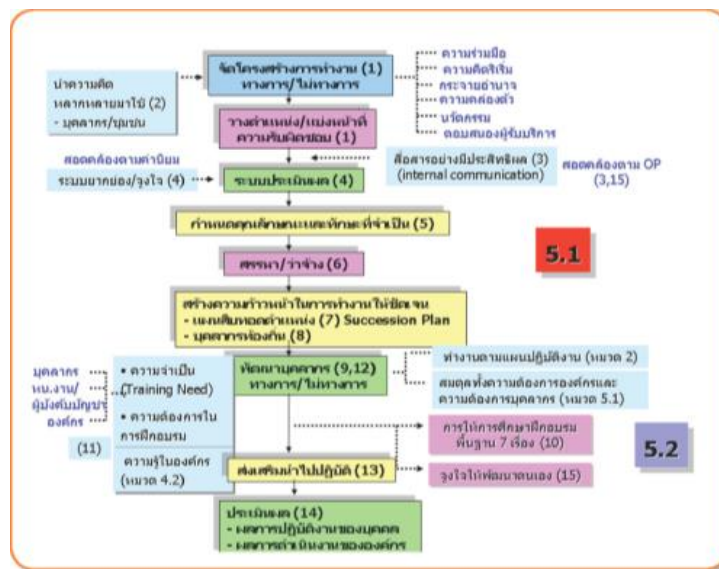 จัดโครงสร้างการทำงาน (1)
ทางการ/ไม่ทางการ
ความร่วมมือ
ความคิดริเริ่ม
กระจายอำนาจ
ความคล่องตัว
นวัตกรรม
ตอบสนองผู้รับบริการ
นำความคิด
หลากหลายมาใช้ (2)
- บุคลากร/ชุมชน
วางตำแหน่ง/แบ่งหน้าที่
ความรับผิดชอบ (1)
สื่อสารอย่างมีประสิทธิผล (3)
(internal communication)
สอดคล้องตาม OP
(3,15)
สอดคล้องตามค่านิยม
ระบบยกย่อง/จูงใจ (4)
ระบบประเมินผล (4)
กำหนดคุณลักษณะและทักษะที่จำเป็น (5)
5.1
สรรหา/ว่าจ้าง (6)
สร้างความก้าวหน้าในการทำงานให้ชัดเจน
- แผนสืบทอดตำแหน่ง (7) Succession Plan
- บุคลากรท้องถิ่น (8)
พัฒนาบุคลากร (9,12)
ทางการ/ไม่ทางการ
ทำงานตามแผนปฏิบัติงาน (หมวด 2)
สมดุลทั้งความต้องการองค์กรและ
ความต้องการบุคลากร (หมวด 5.1)
บุคลากร
หน.งาน/
ผู้บังคับบัญชา
องค์กร
(11)
• ความจำเป็น
(Training Need)
• ความต้องการใน
การฝึกอบรม
ความรู้ในองค์กร
(หมวด 4.2)
การให้การศึกษาฝึกอบรม
พื้นฐาน 7 เรื่อง (10)
5.2
ส่งเสริมนำไปปฏิบัติ (13)
จูงใจให้พัฒนาตนเอง (15)
ประเมินผล (14)
- ผลการปฏิบัติงานของบุคคล
- ผลการดำเนินงานขององค์กร